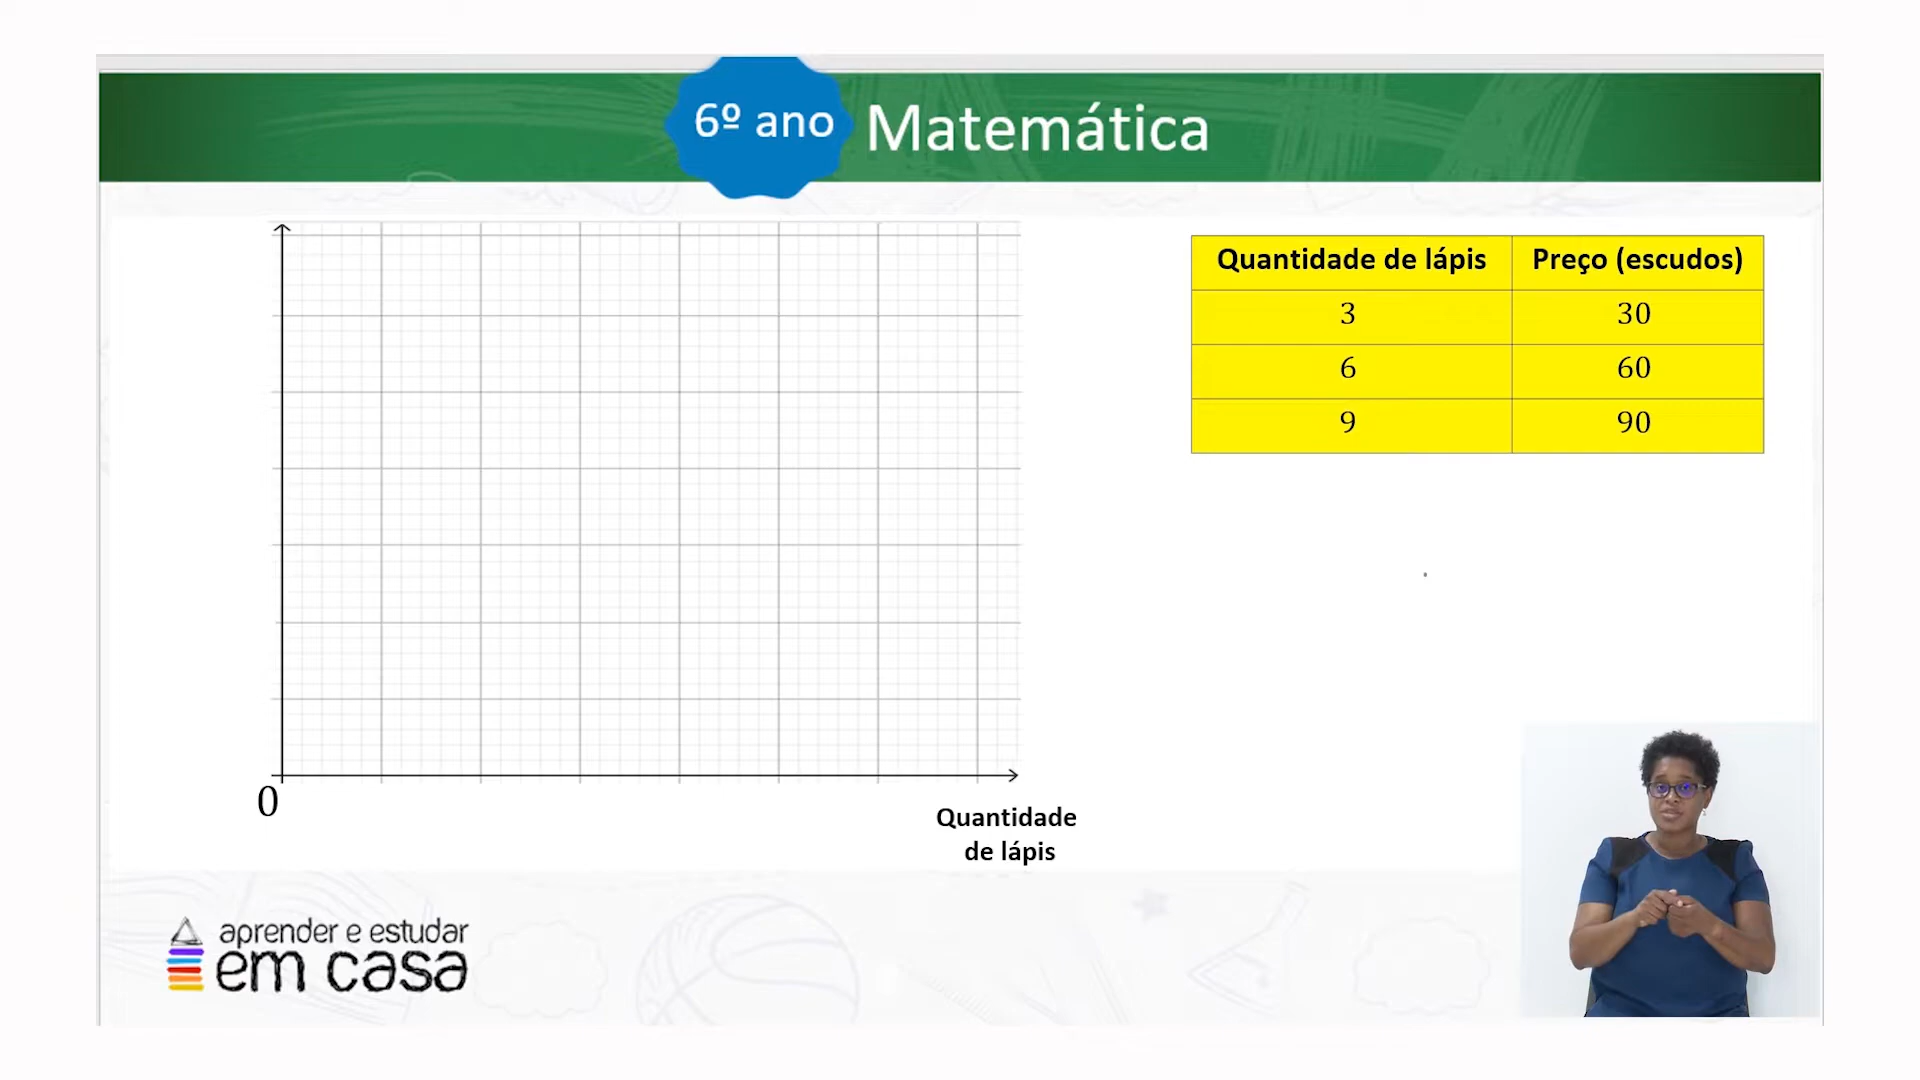 6º ano Matemática
Quantidade de lápis Preço (escudos)
3 30
6 60
9 90
0
Quantidade
de lápis
aprender e estudar
em casa